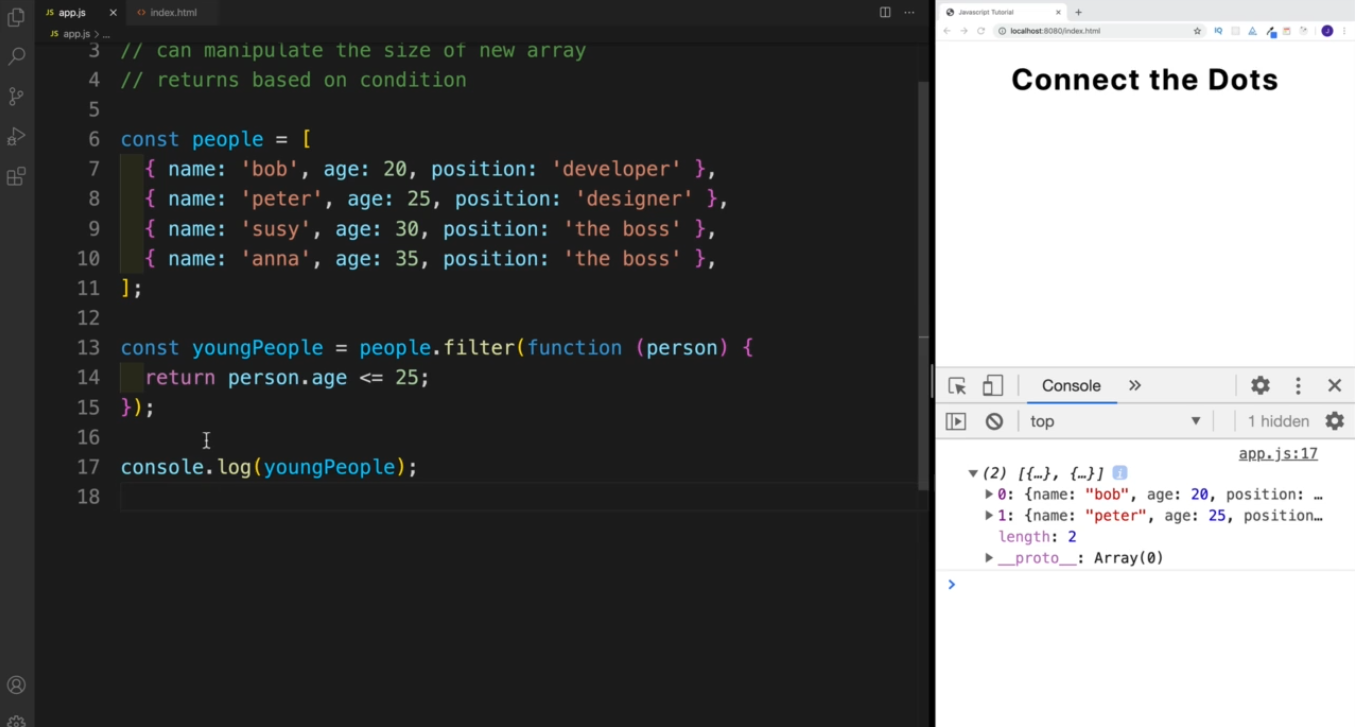 app.js
index.html
app.js > ...
3 // can manipulate the size of new array
4 // returns based on condition
5
6 const people = [
7 { name: 'bob', age: 20, position: 'developer' },
8 { name: 'peter', age: 25, position: 'designer' },
9 { name: 'susy', age: 30, position: 'the boss' },
10 { name: 'anna', age: 35, position: 'the boss' },
11 ];
12
13 const youngPeople = people.filter(function (person) {
14 return person.age <= 25;
15 });
16
17 console.log(youngPeople);
18
Javascript Tutorial
localhost:8080/index.html
Connect the Dots
Console
top
1 hidden
app.js:17
(2) [{…}, {…}]
0: {name: "bob", age: 20, position: …
1: {name: "peter", age: 25, position…
length: 2
__proto__: Array(0)